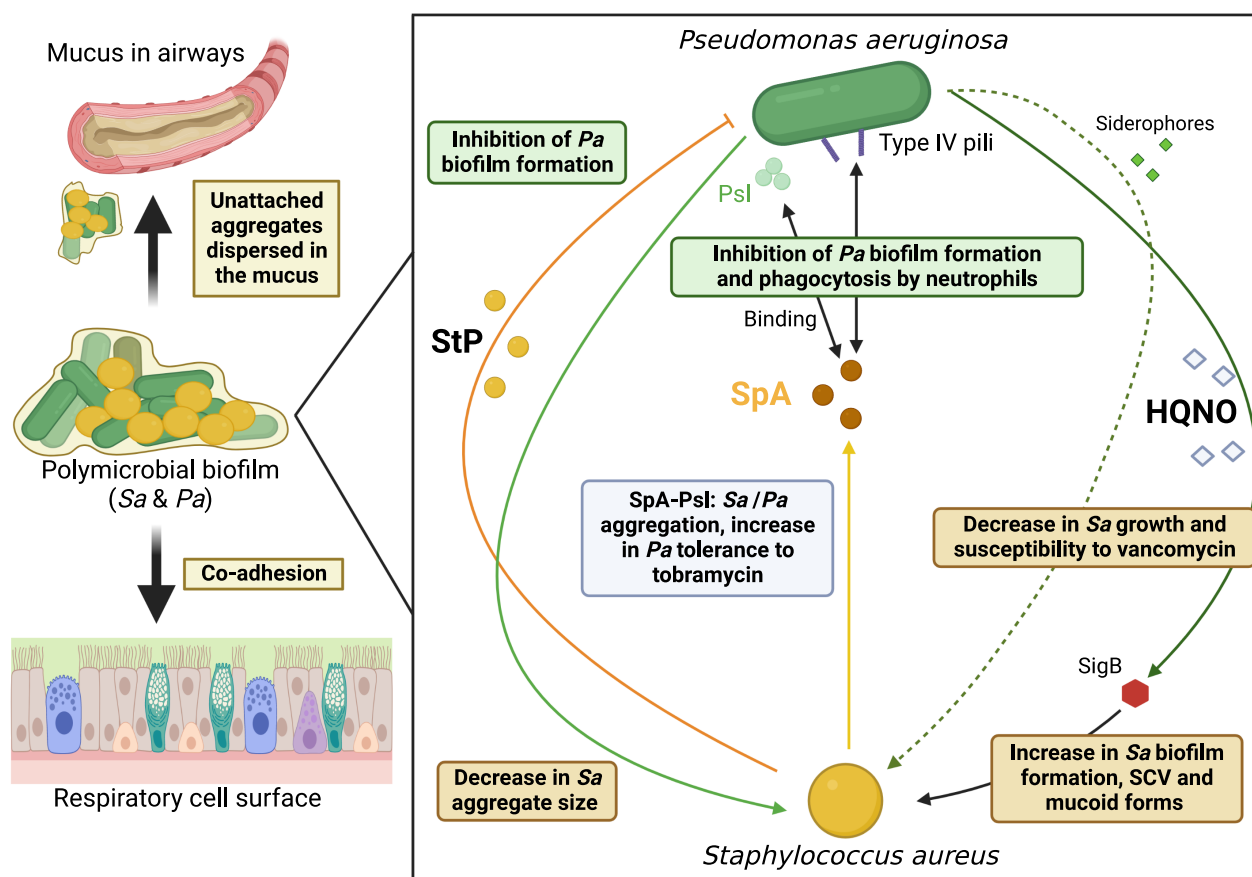 Mucus in airways
Unattached
aggregates
dispersed in
the mucus
Polymicrobial biofilm
(Sa & Pa)
Co-adhesion
Respiratory cell surface
Pseudomonas aeruginosa
Inhibition of Pa
biofilm formation
Type IV pili
Siderophores
Psl
Inhibition of Pa biofilm formation
and phagocytosis by neutrophils
Binding
StP
SpA
HQNO
SpA-Psl: Sa/Pa
aggregation, increase
in Pa tolerance to
tobramycin
Decrease in Sa growth and
susceptibility to vancomycin
SigB
Increase in Sa biofilm
formation, SCV and
mucoid forms
Decrease in Sa
aggregate size
Staphylococcus aureus